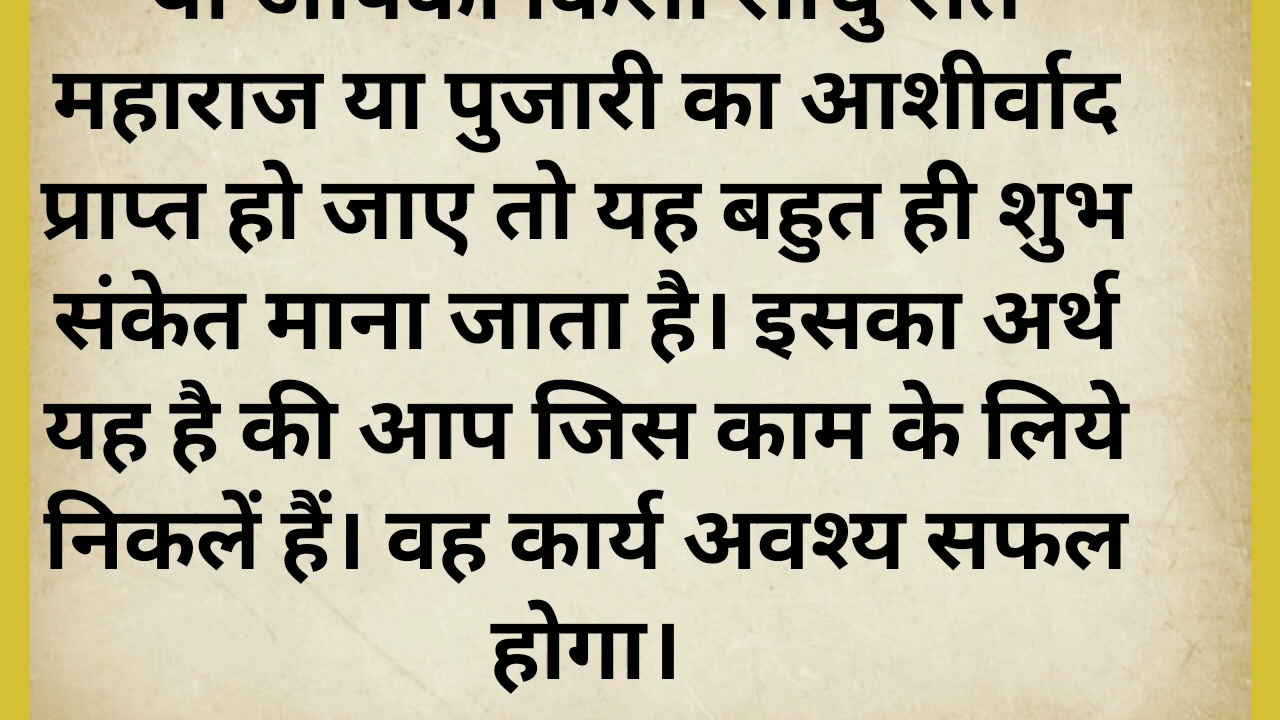 महाराज या पुजारी का आशीर्वाद
प्राप्त हो जाए तो यह बहुत ही शुभ
संकेत माना जाता है। इसका अर्थ
यह है की आप जिस काम के लिये
निकलें हैं। वह कार्य अवश्य सफल
होगा।